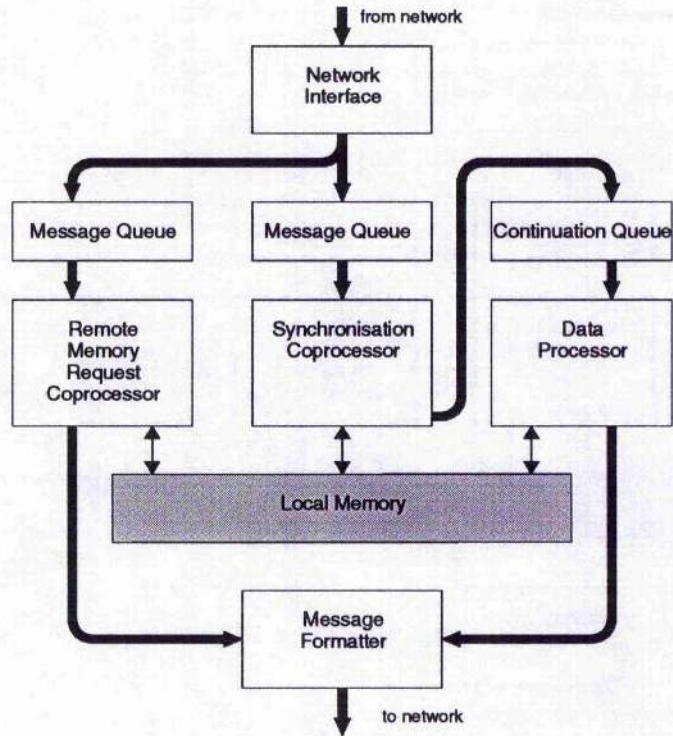 from network
Network
Interface
Message Queue
Message Queue
Continuation Queue
Remote
Memory
Request
Coprocessor
Synchronisation
Coprocessor
Data
Processor
Local Memory
Message
Formatter
to network